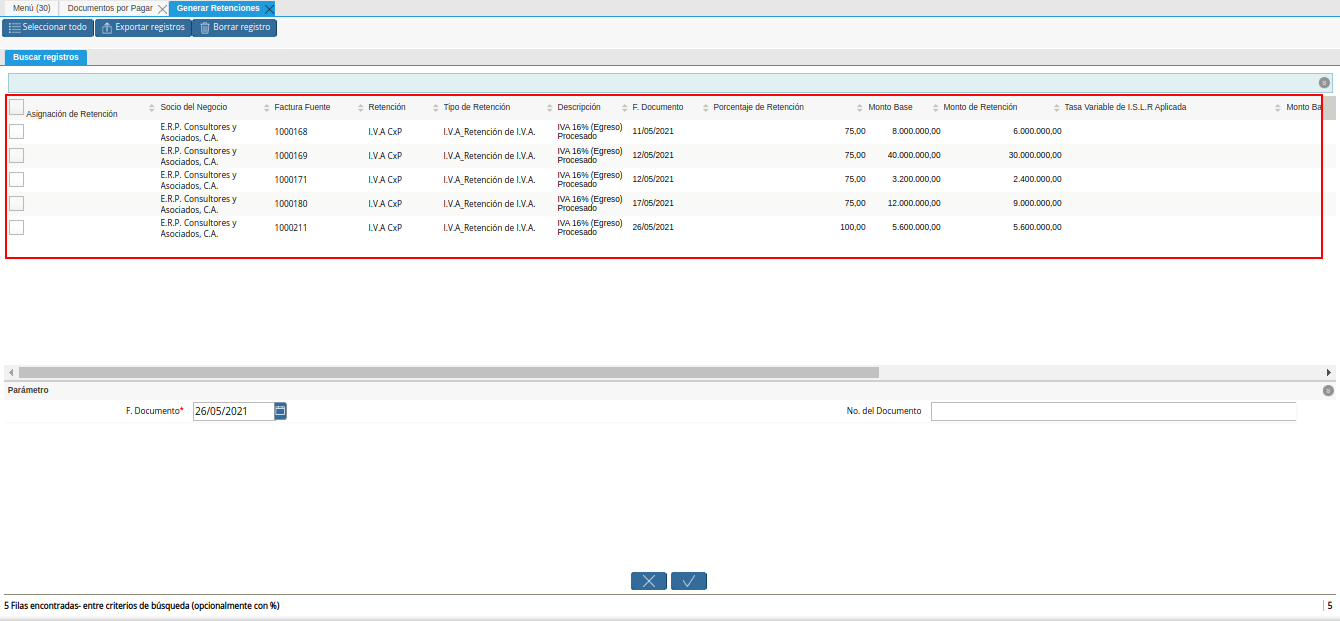 Menú (30) Documentos por Pagar Generar Retenciones
Seleccionar todo Exportar registros Borrar registro
Buscar registros
Asignación de Retención Socio del Negocio Factura Fuente Retención Tipo de Retención Descripción F. Documento Porcentaje de Retención Monto Base Monto de Retención Tasa Variable de I.S.L.R Aplicada Monto Ba
E.R.P. Consultores y Asociados, C.A. 1000168 I.V.A CxP I.V.A_Retención de I.V.A. IVA 16% (Egreso) Procesado 11/05/2021 75,00 8.000.000,00 6.000.000,00
E.R.P. Consultores y Asociados, C.A. 1000169 I.V.A CxP I.V.A_Retención de I.V.A. IVA 16% (Egreso) Procesado 12/05/2021 75,00 40.000.000,00 30.000.000,00
E.R.P. Consultores y Asociados, C.A. 1000171 I.V.A CxP I.V.A_Retención de I.V.A. IVA 16% (Egreso) Procesado 12/05/2021 75,00 3.200.000,00 2.400.000,00
E.R.P. Consultores y Asociados, C.A. 1000180 I.V.A CxP I.V.A_Retención de I.V.A. IVA 16% (Egreso) Procesado 17/05/2021 75,00 12.000.000,00 9.000.000,00
E.R.P. Consultores y Asociados, C.A. 1000211 I.V.A CxP I.V.A_Retención de I.V.A. IVA 16% (Egreso) Procesado 26/05/2021 100,00 5.600.000,00 5.600.000,00
Parámetro
F. Documento* 26/05/2021 No. del Documento
5 Filas encontradas- entre criterios de búsqueda (opcionalmente con %) 5